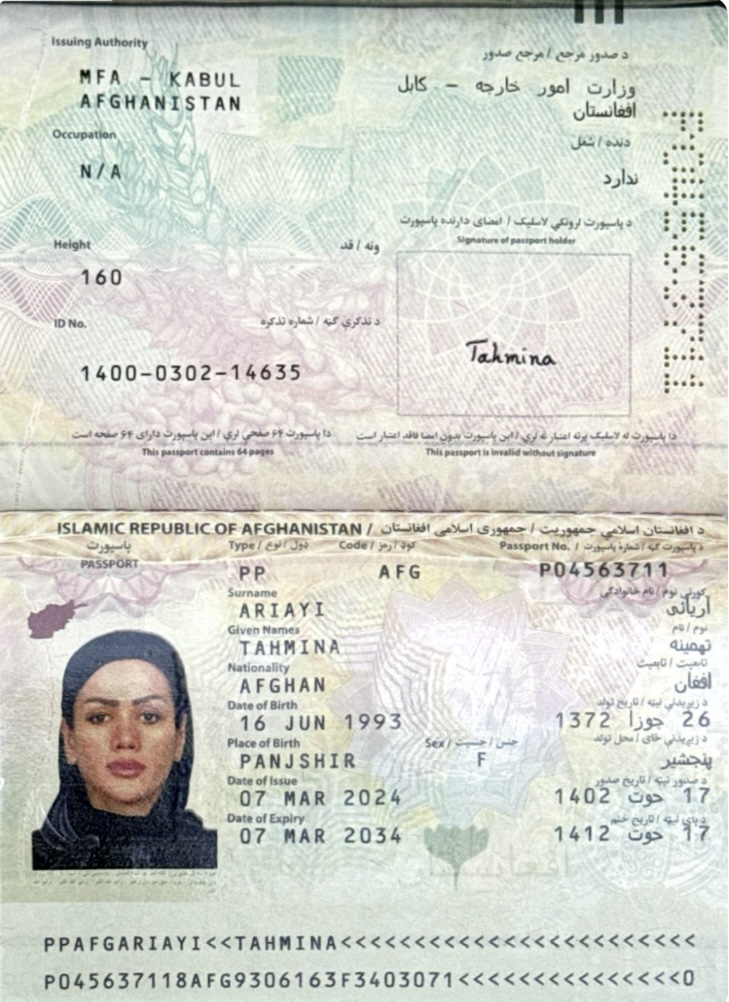 Issuing Authority د صدور مرجع / مرجع صدور
MFA - KABUL وزارت امور خارجه - کابل
AFGHANISTAN افغانستان
Occupation دنده / شغل
N/A ندارد
د پاسپورت لرونکي لاسلیک / امضای دارنده پاسپورت
Signature of passport holder
Height ونه / قد
160
ID No. د تذکرې ګڼه / شماره تذکره
Tahmina
1400-0302-14635
P04563711
دا پاسپورت ۶۴ صفحې لري / این پاسپورت دارای ۶۴ صفحه است دا پاسپورت له لاسلیک پرته اعتبار نه لري / این پاسپورت بدون امضا فاقد اعتبار است
This passport contains 64 pages This passport is invalid without signature
ISLAMIC REPUBLIC OF AFGHANISTAN / د افغانستان اسلامي جمهوریت / جمهوری اسلامی افغانستان
پاسپورت Type / ډول / نوع Code / کوډ / رمز Passport No. / د پاسپورت ګڼه / شماره پاسپورت
PASSPORT
PP AFG P04563711
Surname کورنی نوم / نام خانوادگی
ARIAYI آریائی
Given Names نوم / نام
TAHMINA تهمینه
Nationality تابعیت / تابعیت
AFGHAN افغان
Date of Birth د زیږیدنې نېټه / تاریخ تولد
16 JUN 1993 26 جوزا 1372
Place of Birth Sex / جنس / جنسیت د زیږیدنې ځای / محل تولد
PANJSHIR F پنجشیر
Date of Issue د صدور نېټه / تاریخ صدور
07 MAR 2024 17 حوت 1402
Date of Expiry د پای نېټه / تاریخ ختم
07 MAR 2034 17 حوت 1412
افغانستان
PPAFGARIAYI<<TAHMINA<<<<<<<<<<<<<<<<<<<<<<<<
P045637118AFG9306163F3403071<<<<<<<<<<<<<<<0